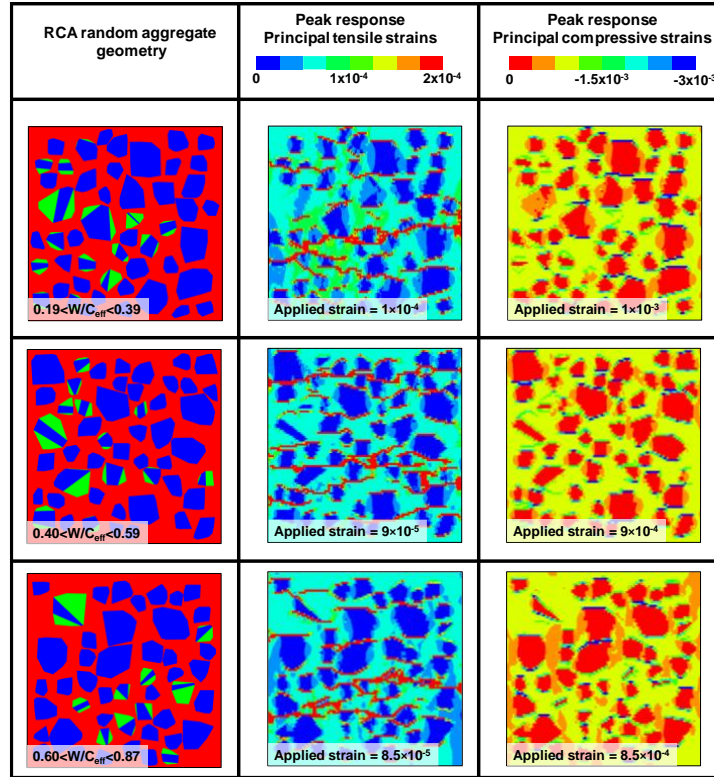 RCA random aggregate
geometry
Peak response
Principal tensile strains
0 1x10⁻⁴ 2x10⁻⁴
Peak response
Principal compressive strains
0 -1.5x10⁻³ -3x10⁻³
0.19<W/Ceff<0.39
Applied strain = 1×10⁻⁴
Applied strain = 1×10⁻³
0.40<W/Ceff<0.59
Applied strain = 9×10⁻⁵
Applied strain = 9×10⁻⁴
0.60<W/Ceff<0.87
Applied strain = 8.5×10⁻⁵
Applied strain = 8.5×10⁻⁴